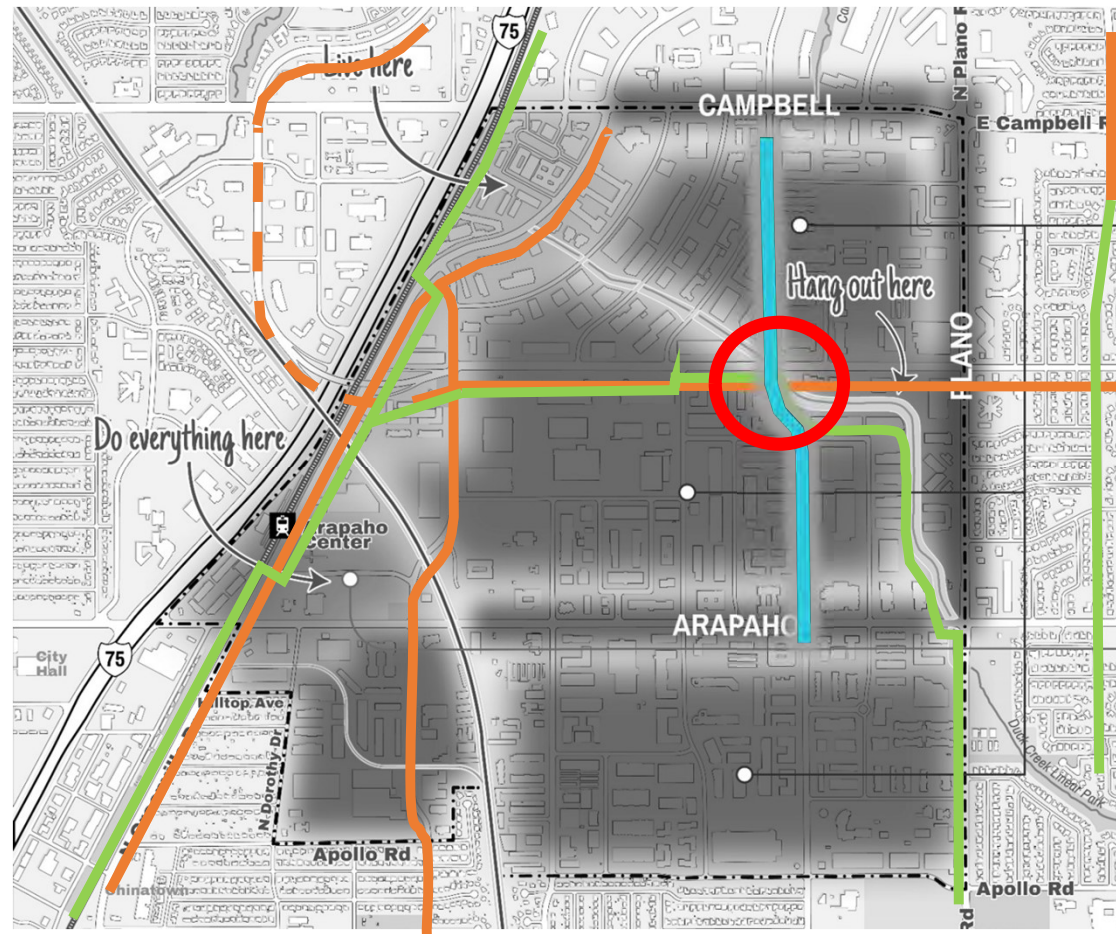 75
Live here
CAMPBELL
N Plano R
E Campbell R
Hang out here
PLANO
Do everything here
Arapaho
Center
ARAPAHO
City
Hall
75
Hilltop Ave
N Dorothy Dr
Duck Creek Linear Park
Apollo Rd
Chinatown
Apollo Rd
Rd